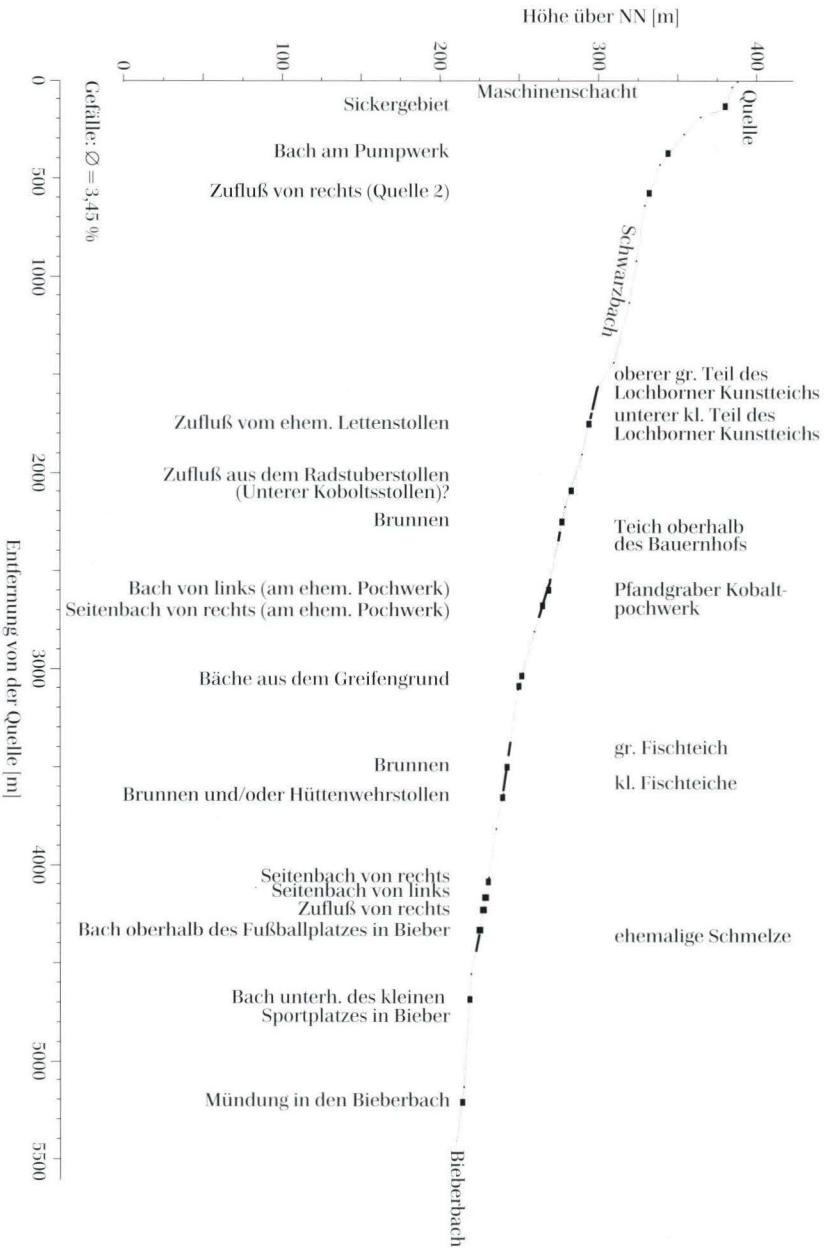 Höhe über NN [m]
0
100
200
300
400
Maschinenschacht
Quelle
Sickergebiet
Bach am Pumpwerk
Zufluß von rechts (Quelle 2)
Gefälle: Ø = 3,45 %
Schwarzbach
oberer gr. Teil des
Lochborner Kunstteichs
unterer kl. Teil des
Lochborner Kunstteichs
Zufluß vom ehem. Lettenstollen
Zufluß aus dem Radstuberstollen
(Unterer Koboltsstollen)?
Brunnen
Teich oberhalb
des Bauernhofs
Bach von links (am ehem. Pochwerk)
Seitenbach von rechts (am ehem. Pochwerk)
Pfandgraber Kobalt-
pochwerk
Bäche aus dem Greifengrund
gr. Fischteich
Brunnen
kl. Fischteiche
Brunnen und/oder Hüttenwehrstollen
Seitenbach von rechts
Seitenbach von links
Zufluß von rechts
Bach oberhalb des Fußballplatzes in Bieber
ehemalige Schmelze
Bach unterh. des kleinen
Sportplatzes in Bieber
Mündung in den Bieberbach
Bieberbach
0
500
1000
2000
3000
4000
5000
5500
Entfernung von der Quelle [m]